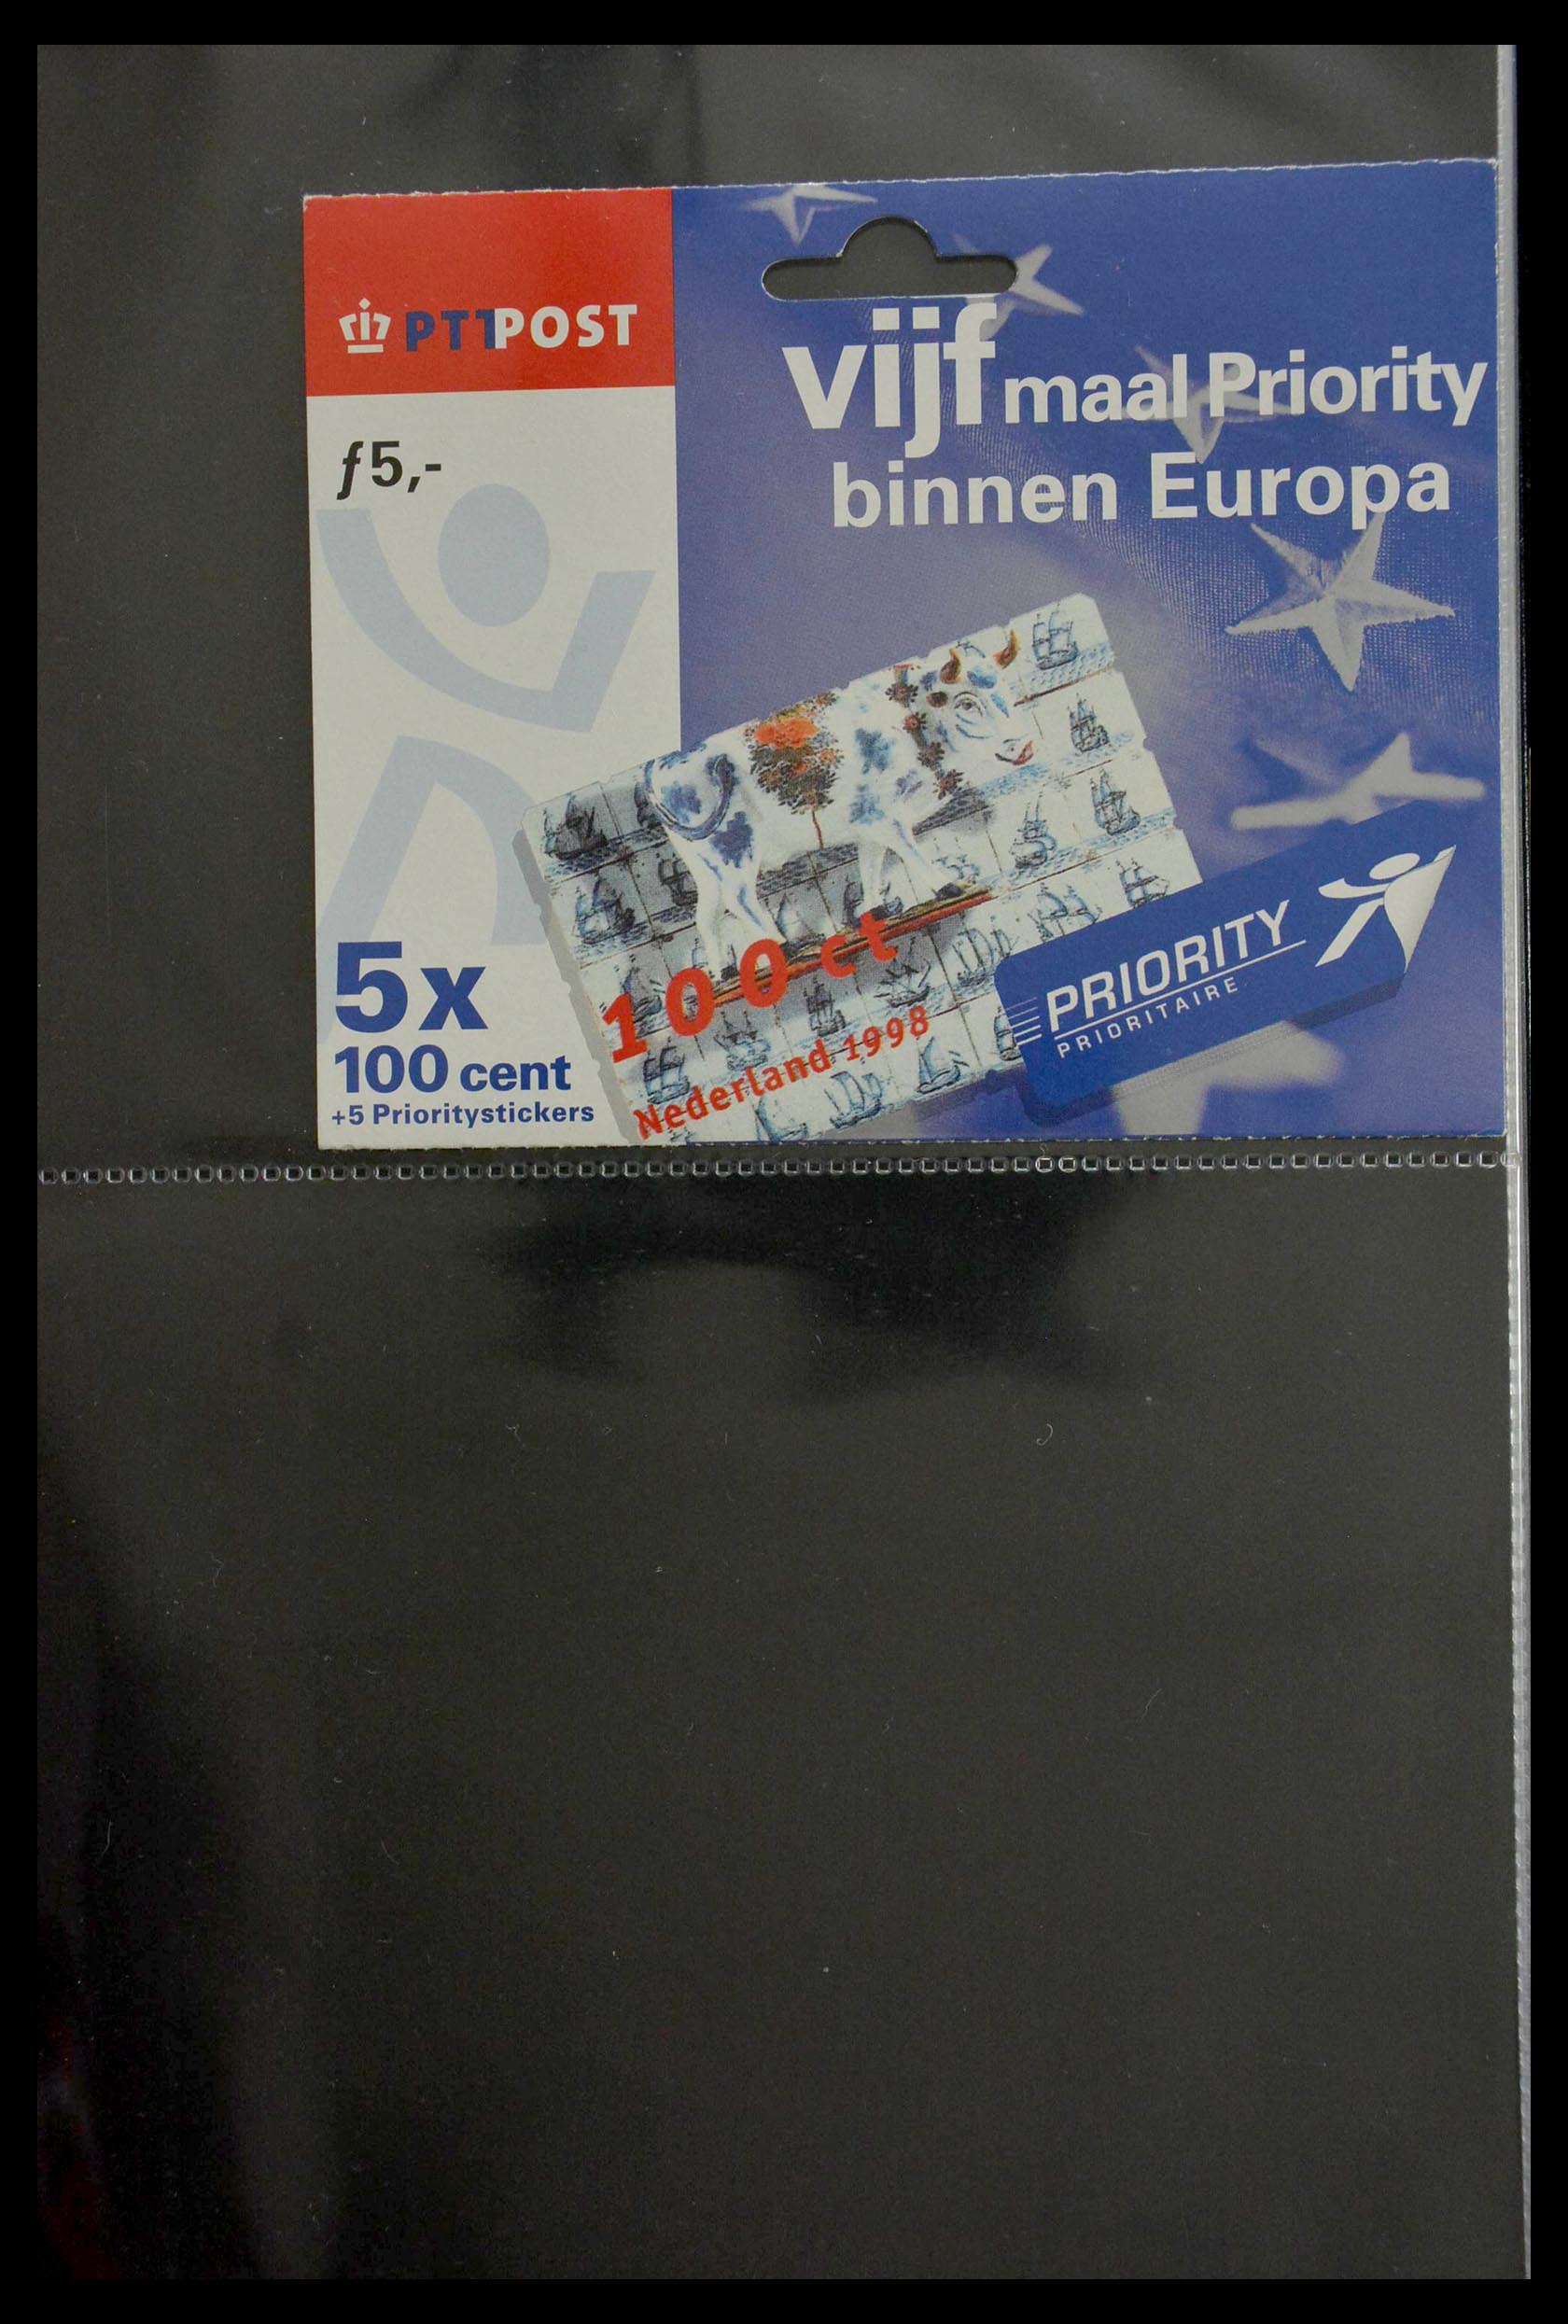 PTTPOST
ƒ5,-
vijf maal Priority
binnen Europa
100 ct
Nederland 1998
PRIORITY
PRIORITAIRE
5x
100 cent
+5 Prioritystickers